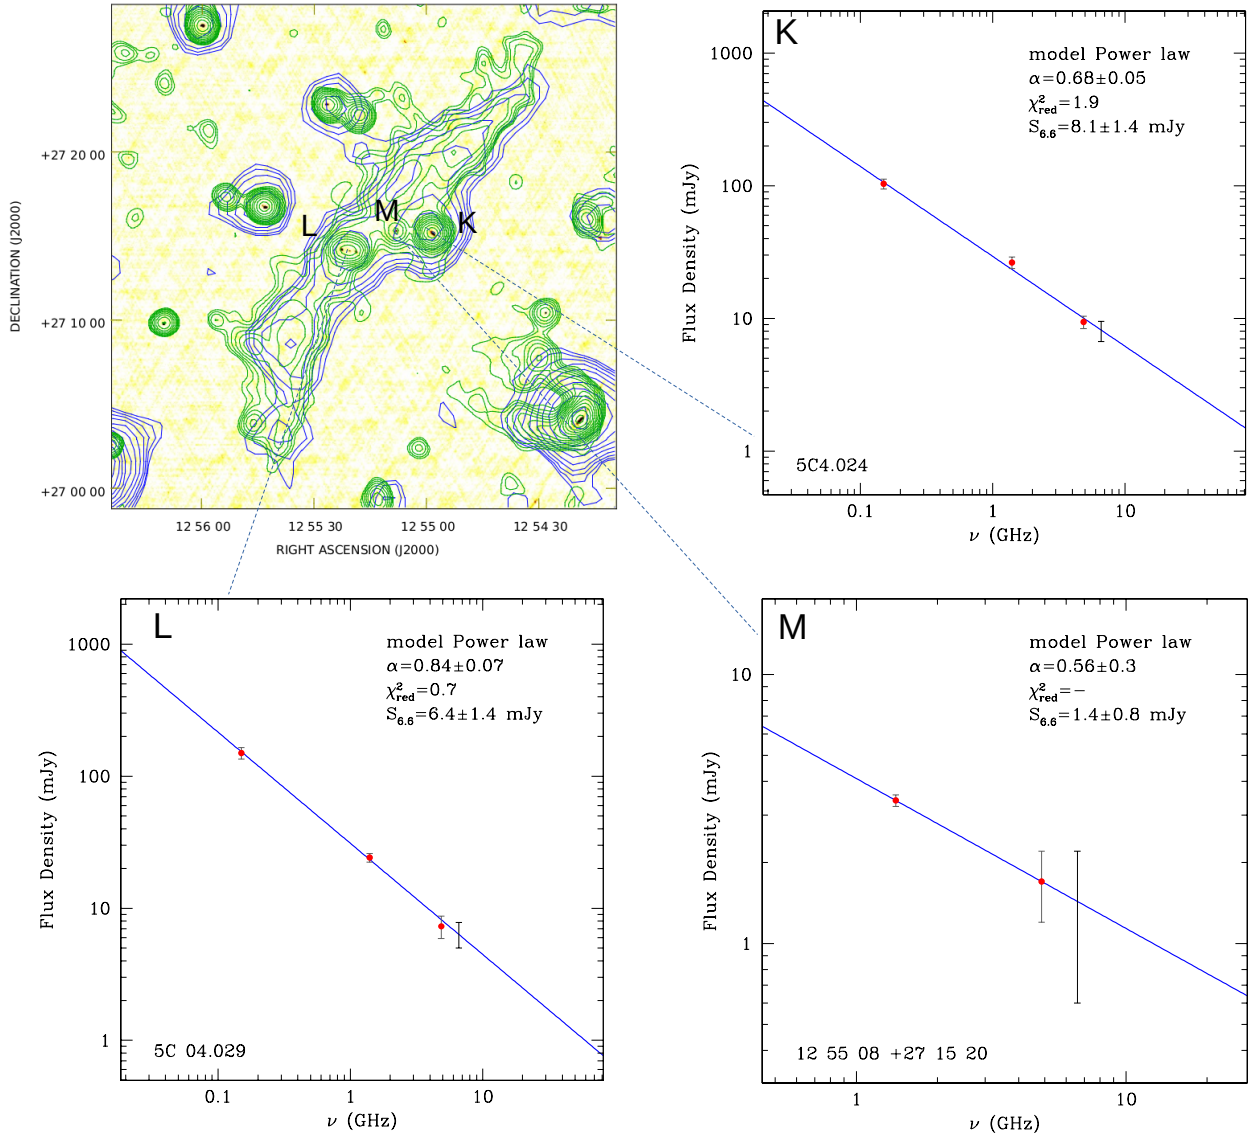 K
1000
100
10
1
0.1
1
10
Flux Density (mJy)
ν (GHz)
model Power law
α=0.68±0.05
χ²red=1.9
S6.6=8.1±1.4 mJy
5C4.024
DECLINATION (J2000)
+27 20 00
+27 10 00
+27 00 00
L
M
K
12 56 00
12 55 30
12 55 00
12 54 30
RIGHT ASCENSION (J2000)
L
1000
100
10
1
0.1
1
10
Flux Density (mJy)
ν (GHz)
model Power law
α=0.84±0.07
χ²red=0.7
S6.6=6.4±1.4 mJy
5C 04.029
M
10
1
1
10
Flux Density (mJy)
ν (GHz)
model Power law
α=0.56±0.3
χ²red=−
S6.6=1.4±0.8 mJy
12 55 08 +27 15 20